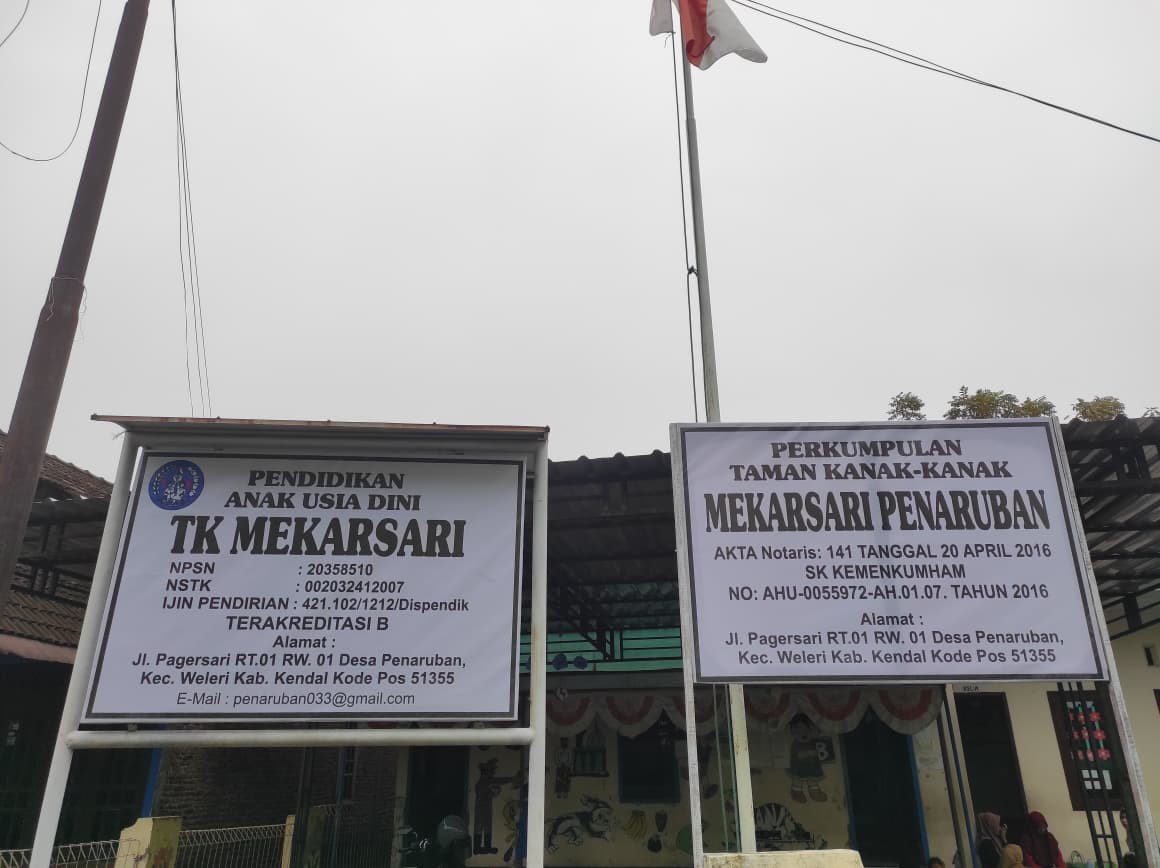 PENDIDIKAN
ANAK USIA DINI
TK MEKARSARI
NPSN : 20358510
NSTK : 002032412007
IJIN PENDIRIAN : 421.102/1212/Dispendik
TERAKREDITASI B
Alamat :
Jl. Pagersari RT.01 RW. 01 Desa Penaruban,
Kec. Weleri Kab. Kendal Kode Pos 51355
E-Mail : penaruban033@gmail.com
PERKUMPULAN
TAMAN KANAK-KANAK
MEKARSARI PENARUBAN
AKTA Notaris: 141 TANGGAL 20 APRIL 2016
SK KEMENKUMHAM
NO: AHU-0055972-AH.01.07. TAHUN 2016
Alamat :
Jl. Pagersari RT.01 RW.01 Desa Penaruban,
Kec. Weleri Kab. Kendal Kode Pos 51355
B